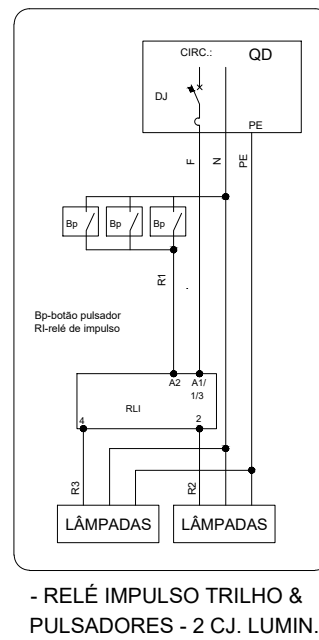 CIRC.: QD
DJ
PE
F
N
PE
Bp Bp Bp
R1
Bp-botão pulsador
RI-relé de impulso
A2 A1/
1/3
RLI
4 2
R3
R2
LÂMPADAS LÂMPADAS
- RELÉ IMPULSO TRILHO &
PULSADORES - 2 CJ. LUMIN.